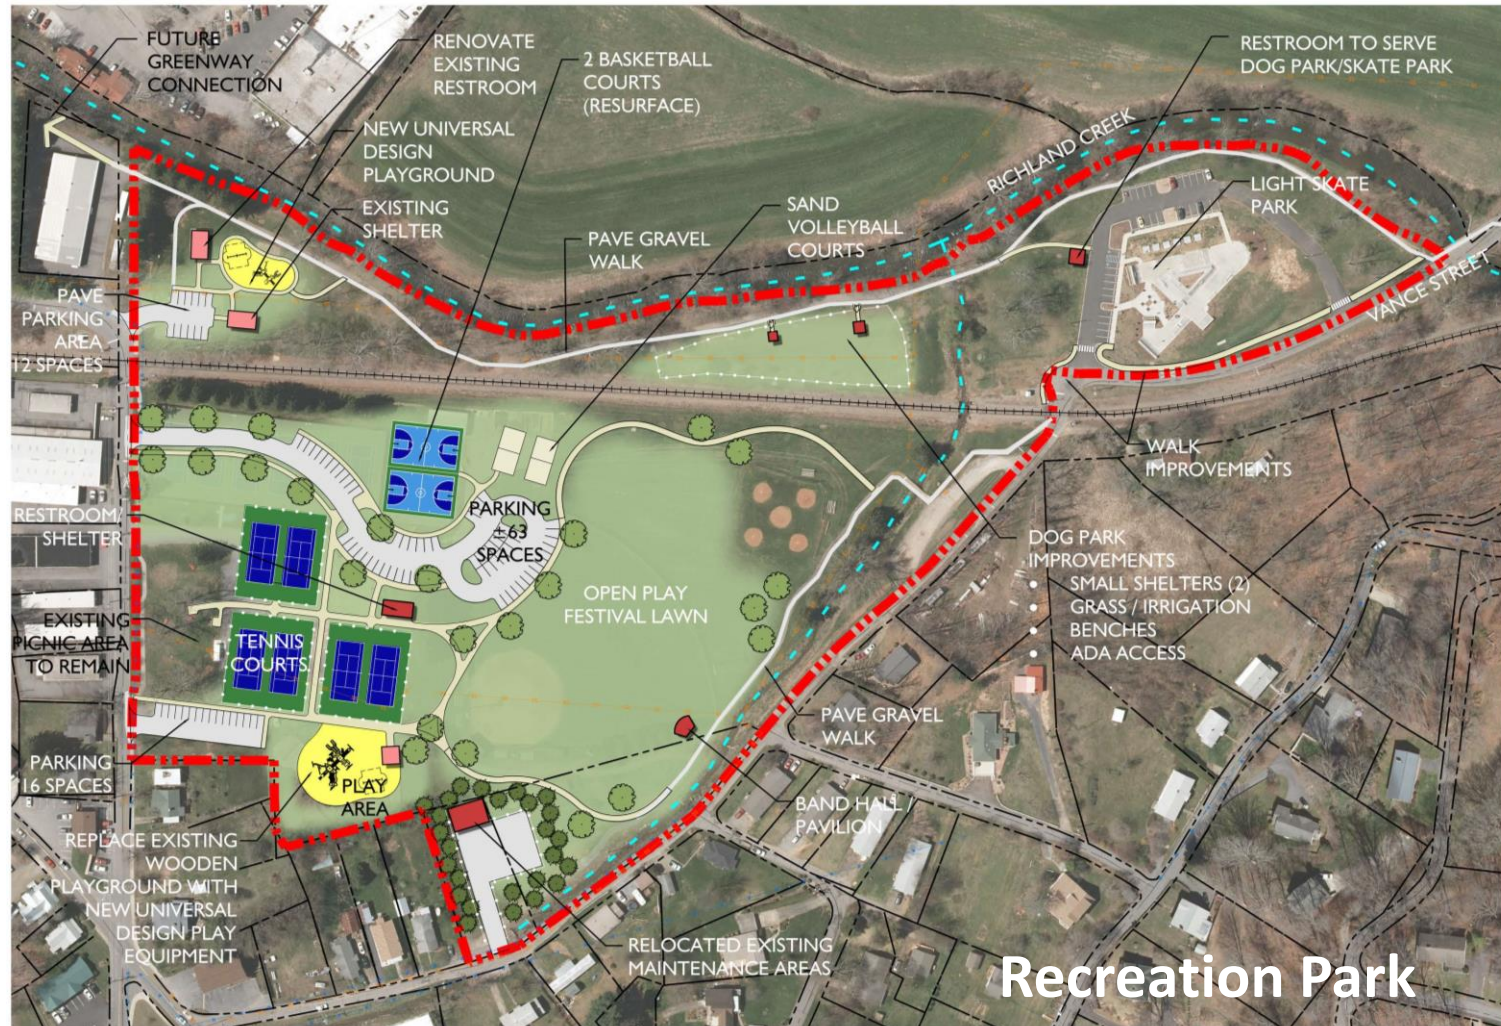 FUTURE
GREENWAY
CONNECTION
RENOVATE
EXISTING
RESTROOM
2 BASKETBALL
COURTS
(RESURFACE)
RESTROOM TO SERVE
DOG PARK/SKATE PARK
NEW UNIVERSAL
DESIGN
PLAYGROUND
EXISTING
SHELTER
RICHLAND CREEK
LIGHT SKATE
PARK
SAND
VOLLEYBALL
COURTS
PAVE GRAVEL
WALK
VANCE STREET
PAVE
PARKING
AREA
12 SPACES
WALK
IMPROVEMENTS
PARKING
±63
SPACES
RESTROOM/
SHELTER
DOG PARK
IMPROVEMENTS
• SMALL SHELTERS (2)
• GRASS / IRRIGATION
• BENCHES
• ADA ACCESS
OPEN PLAY
FESTIVAL LAWN
EXISTING
PICNIC AREA
TO REMAIN
TENNIS
COURTS
PAVE GRAVEL
WALK
PARKING
16 SPACES
PLAY
AREA
BAND HALL /
PAVILION
REPLACE EXISTING
WOODEN
PLAYGROUND WITH
NEW UNIVERSAL
DESIGN PLAY
EQUIPMENT
RELOCATED EXISTING
MAINTENANCE AREAS
Recreation Park